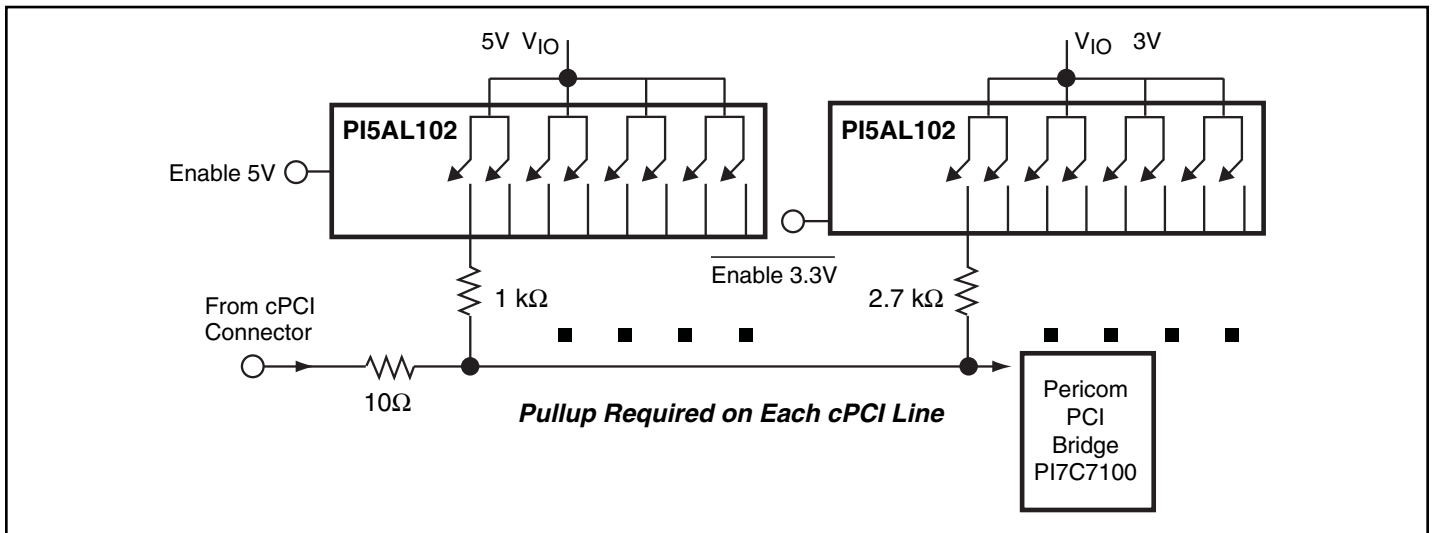 5V V_IO
V_IO 3V
PI5AL102
PI5AL102
Enable 5V
Enable 3.3V
1 kΩ
2.7 kΩ
From cPCI
Connector
10Ω
Pullup Required on Each cPCI Line
Pericom
PCI
Bridge
PI7C7100